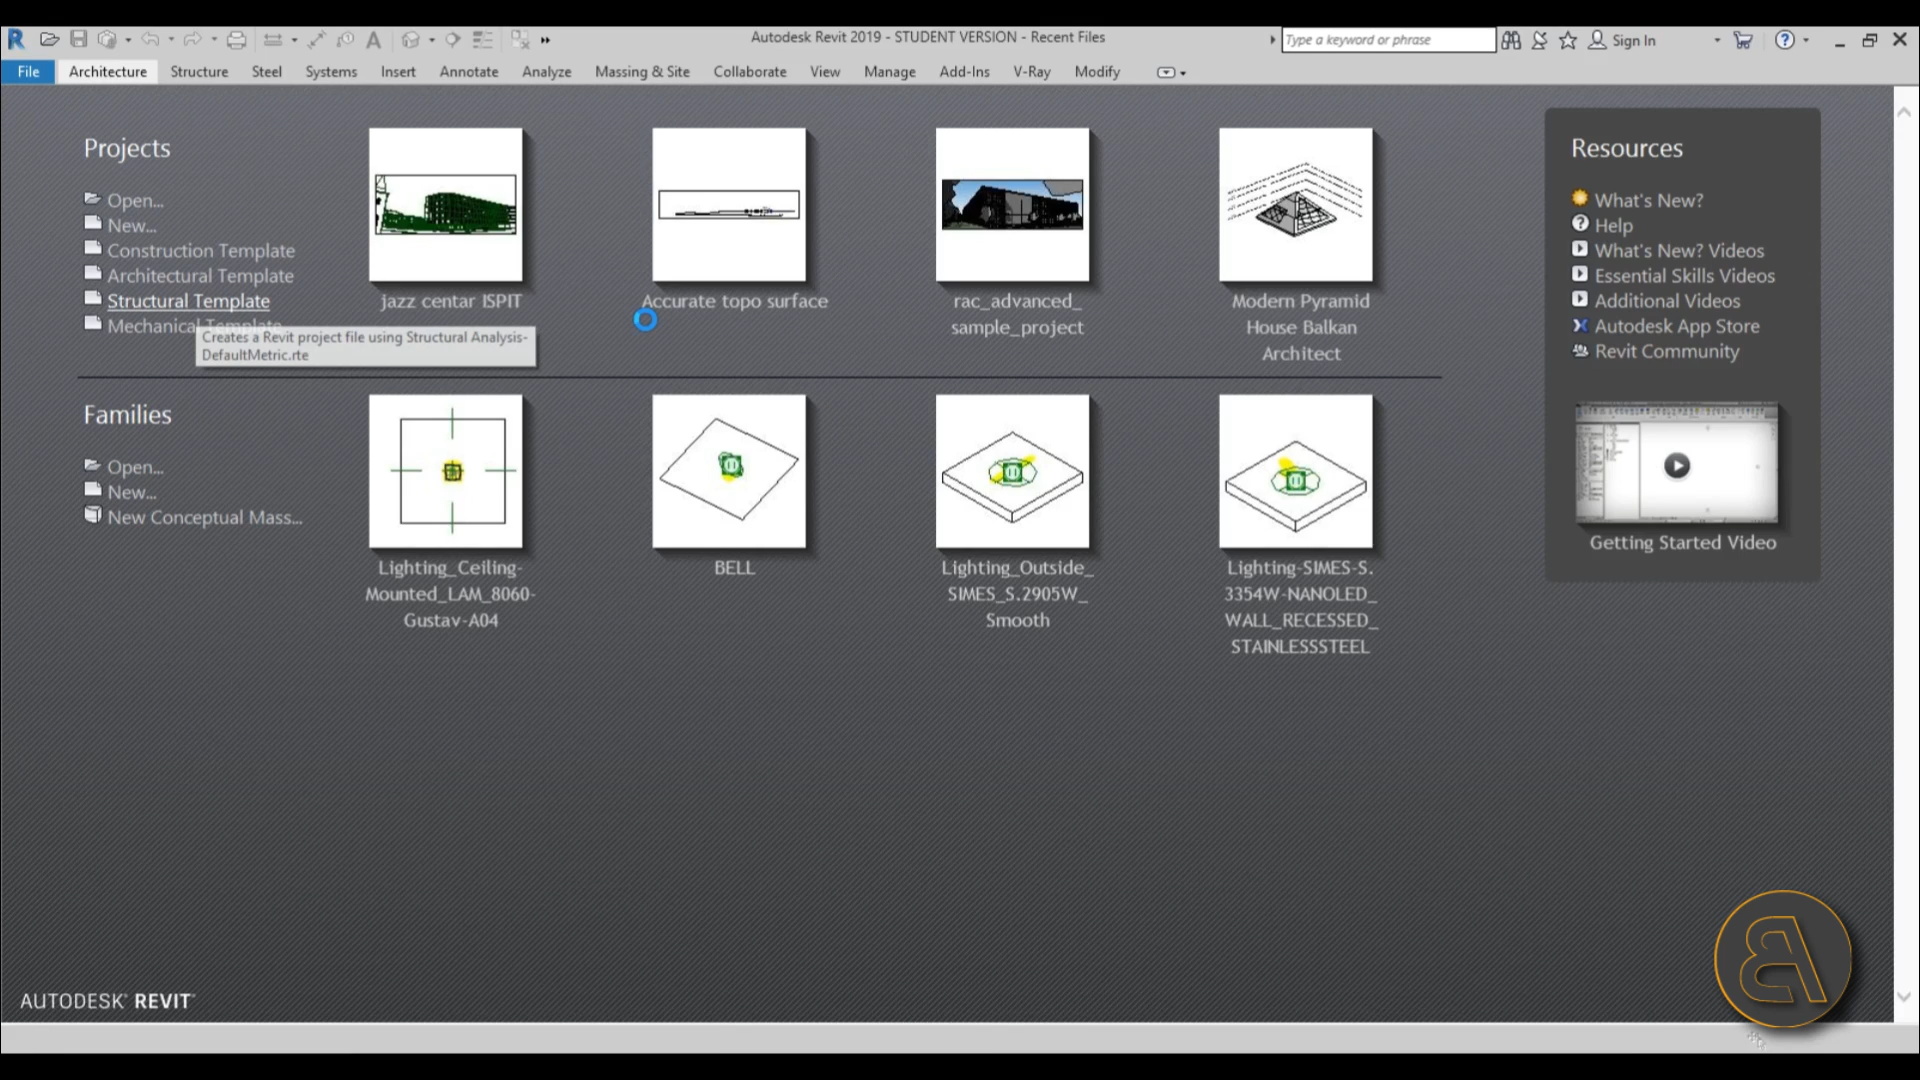 Autodesk Revit 2019 - STUDENT VERSION - Recent Files
Type a keyword or phrase
Sign In
File Architecture Structure Steel Systems Insert Annotate Analyze Massing & Site Collaborate View Manage Add-Ins V-Ray Modify
Projects
Open...
New...
Construction Template
Architectural Template
Structural Template
Mechanical Template
Creates a Revit project file using Structural Analysis-
DefaultMetric.rte
jazz centar ISPIT
Accurate topo surface
rac_advanced_
sample_project
Modern Pyramid
House Balkan
Architect
Families
Open...
New...
New Conceptual Mass...
Lighting_Ceiling-
Mounted_LAM_8060-
Gustav-A04
BELL
Lighting_Outside_
SIMES_S.2905W_
Smooth
Lighting-SIMES-S.
3354W-NANOLED_
WALL_RECESSED_
STAINLESSSTEEL
Resources
What's New?
Help
What's New? Videos
Essential Skills Videos
Additional Videos
Autodesk App Store
Revit Community
Getting Started Video
AUTODESK REVIT